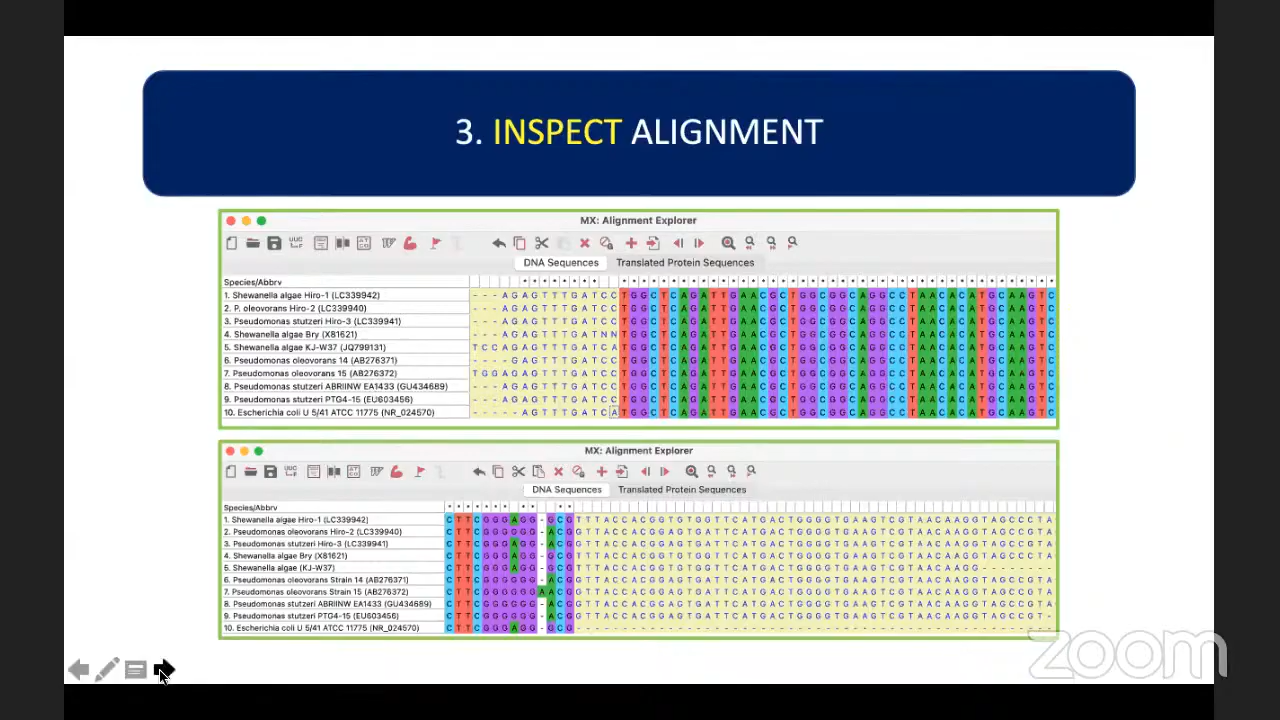 3. INSPECT ALIGNMENT
MX: Alignment Explorer
DNA Sequences Translated Protein Sequences
Species/Abbrv
1. Shewanella algae Hiro-1 (LC339942) - - - A G A G T T T G A T C C T G G C T C A G A T T G A A C G C T G G C G G C A G G C C T A A C A C A T G C A A G T C
2. P. oleovorans Hiro-2 (LC339940) - - - A G A G T T T G A T C C T G G C T C A G A T T G A A C G C T G G C G G C A G G C C T A A C A C A T G C A A G T C
3. Pseudomonas stutzeri Hiro-3 (LC339941) - - - A G A G T T T G A T C C T G G C T C A G A T T G A A C G C T G G C G G C A G G C C T A A C A C A T G C A A G T C
4. Shewanella algae Bry (X81621) - - - A G A G T T T G A T N N T G G C T C A G A T T G A A C G C T G G C G G C A G G C C T A A C A C A T G C A A G T C
5. Shewanella algae KJ-W37 (JQ799131) T C C A G A G T T T G A T C A T G G C T C A G A T T G A A C G C T G G C G G C A G G C C T A A C A C A T G C A A G T C
6. Pseudomonas oleovorans 14 (AB276371) - - - - G A G T T T G A T C C T G G C T C A G A T T G A A C G C T G G C G G C A G G C C T A A C A C A T G C A A G T C
7. Pseudomonas oleovorans 15 (AB276372) T G G A G A G T T T G A T C C T G G C T C A G A T T G A A C G C T G G C G G C A G G C C T A A C A C A T G C A A G T C
8. Pseudomonas stutzeri ABRIINW EA1433 (GU434689) - - - A G A G T T T G A T C C T G G C T C A G A T T G A A C G C T G G C G G C A G G C C T A A C A C A T G C A A G T C
9. Pseudomonas stutzeri PTG4-15 (EU603456) - - - A G A G T T T G A T C C T G G C T C A G A T T G A A C G C T G G C G G C A G G C C T A A C A C A T G C A A G T C
10. Escherichia coli U 5/41 ATCC 11775 (NR_024570) - - - - - A G T T T G A T C A T G G C T C A G A T T G A A C G C T G G C G G C A G G C C T A A C A C A T G C A A G T C
MX: Alignment Explorer
DNA Sequences Translated Protein Sequences
Species/Abbrv
1. Shewanella algae Hiro-1 (LC339942) C T T C G G G A G G - G C G T T T A C C A C G G T G T G G T T C A T G A C T G G G G T G A A G T C G T A A C A A G G T A G C C C T A
2. Pseudomonas oleovorans Hiro-2 (LC339940) C T T C G G G G G G - A C G G T T A C C A C G G A G T G A T T C A T G A C T G G G G T G A A G T C G T A A C A A G G T A G C C G T A
3. Pseudomonas stutzeri Hiro-3 (LC339941) C T T C G G G A G G - A C G G T T A C C A C G G A G T G A T T C A T G A C T G G G G T G A A G T C G T A A C A A G G T A G C C G T A
4. Shewanella algae Bry (X81621) C T T C G G G A G G - G C G T T T A C C A C G G T G T G G T T C A T G A C T G G G G T G A A G T C G T A A C A A G G T A G C C C T A
5. Shewanella algae (KJ-W37) C T T C G G G A G G - G C G T T T A C C A C G G T G T G G T T C A T G A C T G G G G T G A A G T C G T A A C A A G G - - - - - - - -
6. Pseudomonas oleovorans Strain 14 (AB276371) C T T C G G G G G G - A C G G T T A C C A C G G A G T G A T T C A T G A C T G G G G T G A A G T C G T A A C A A G G T A G C C G T A
7. Pseudomonas oleovorans Strain 15 (AB276372) C T T C G G G G G G A A C G G T T A C C A C G G A G T G A T T C A T G A C T G G G G T G A A G T C G T A A C A A G G T A G C C G T A
8. Pseudomonas stutzeri ABRIINW EA1433 (GU434689) C T T C G G G G G G - A C G G T T A C C A C G G A G T G A T T C A T G A C T G G G G T G A A G T C G T A A C A A G G T A G C C G T A
9. Pseudomonas stutzeri PTG4-15 (EU603456) C T T C G G G G G G - A C G G T T A C C A C G G A G T G A T T C A T G A C T G G G G T G A A G T C G T A A C A A G G T A G C C G T -
10. Escherichia coli U 5/41 ATCC 11775 (NR_024570) C T T C G G G A G G - G C G - - - - - - - - - - - - - - - - - - - - - - - - - - - - - - - - - - - - - - - - - - - - - - - - - - - -
zoom